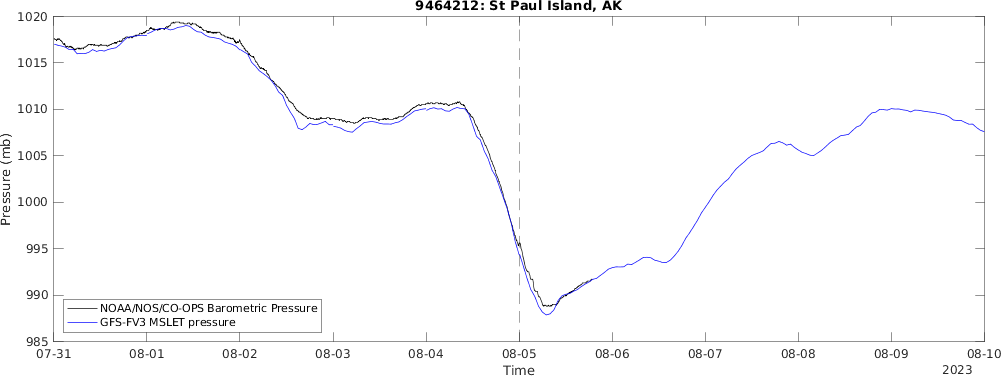 9464212: St Paul Island, AK
Pressure (mb)
1020
1015
1010
1005
1000
995
990
985
NOAA/NOS/CO-OPS Barometric Pressure
GFS-FV3 MSLET pressure
07-31 08-01 08-02 08-03 08-04 08-05 08-06 08-07 08-08 08-09 08-10
Time
2023